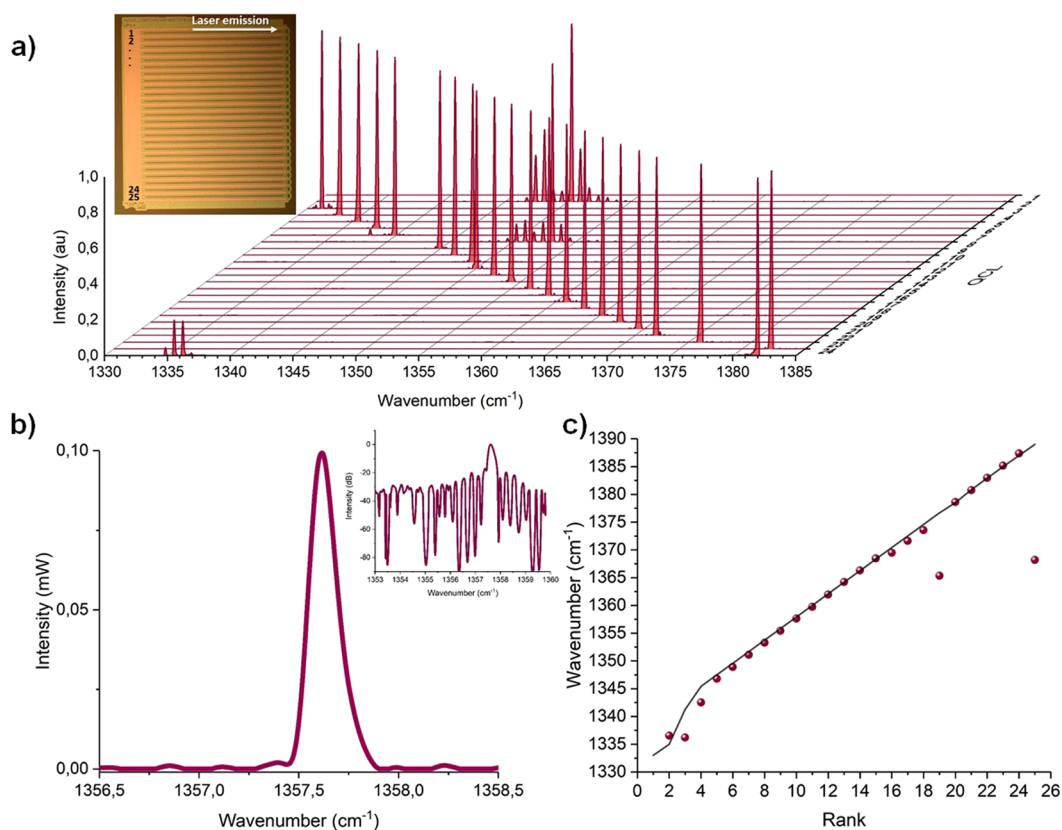 a)
Laser emission
1
2
.
.
.
24
25
1,0
0,8
0,6
0,4
0,2
0,0
Intensity (au)
1330 1335 1340 1345 1350 1355 1360 1365 1370 1375 1380 1385
Wavenumber (cm-1)
QCL
b)
0,10
0,05
0,00
Intensity (mW)
1356,5 1357,0 1357,5 1358,0 1358,5
Wavenumber (cm-1)
0
-20
-40
-60
-80
Intensity (dB)
1353 1354 1355 1356 1357 1358 1359 1360
Wavenumber (cm-1)
c)
1390
1385
1380
1375
1370
1365
1360
1355
1350
1345
1340
1335
1330
Wavenumber (cm-1)
0 2 4 6 8 10 12 14 16 18 20 22 24 26
Rank